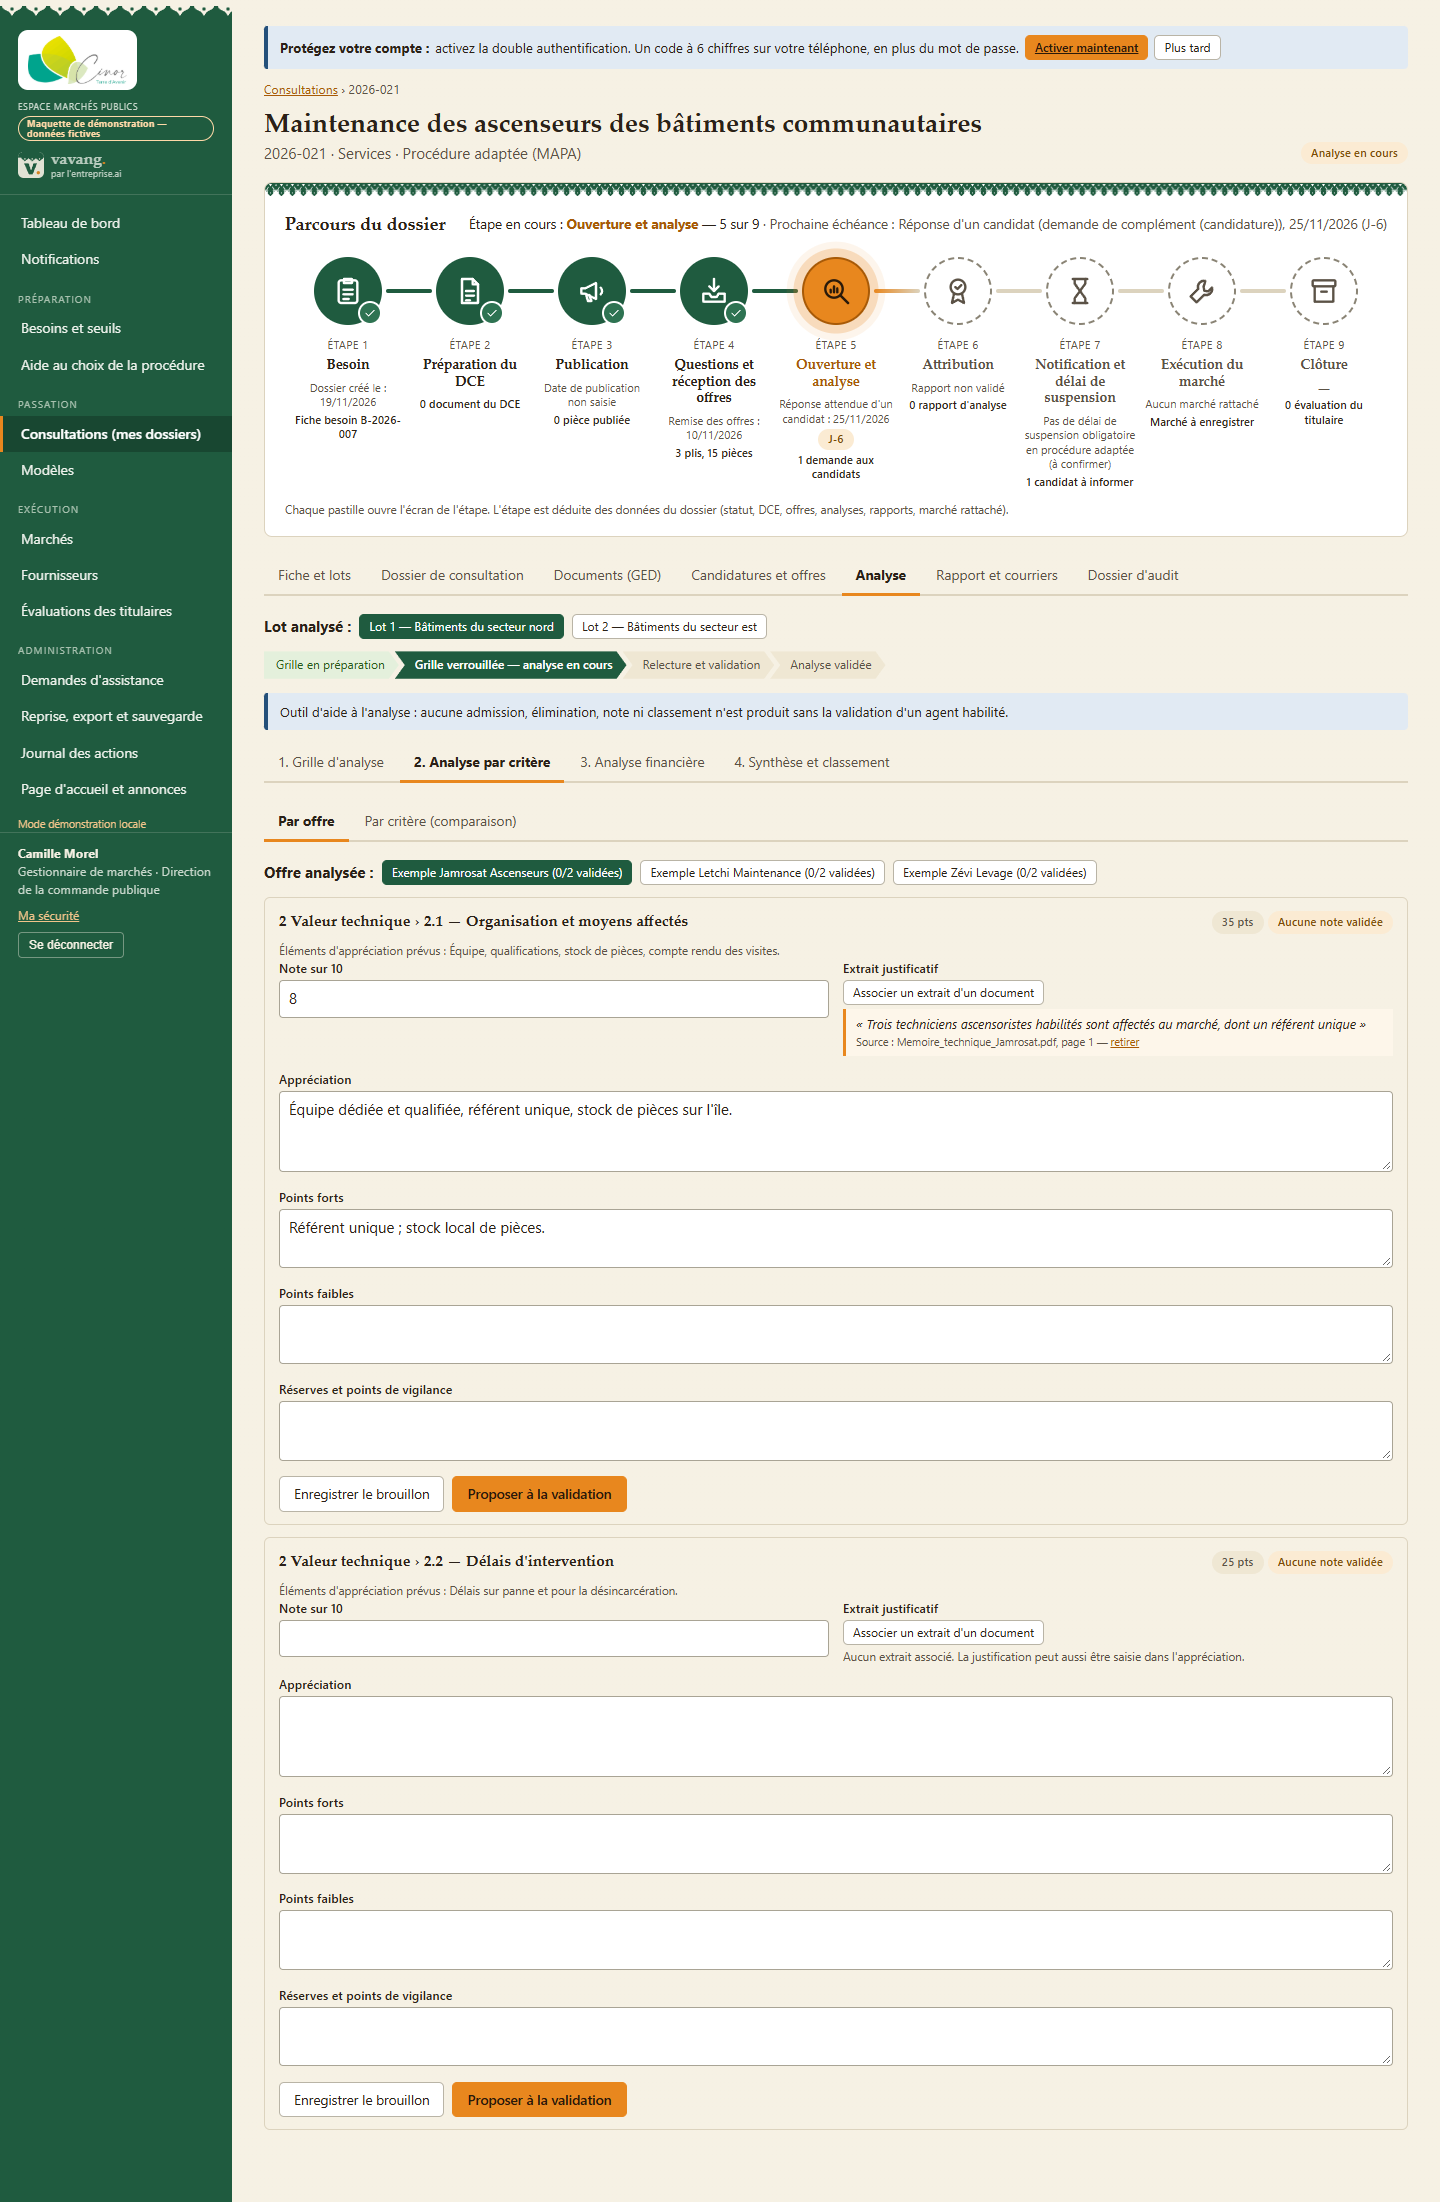 Cinor
Terre d'Avenir
ESPACE MARCHÉS PUBLICS
Maquette de démonstration —
données fictives
vavang.
par l'entreprise.ai
Tableau de bord
Notifications
PRÉPARATION
Besoins et seuils
Aide au choix de la procédure
PASSATION
Consultations (mes dossiers)
Modèles
EXÉCUTION
Marchés
Fournisseurs
Évaluations des titulaires
ADMINISTRATION
Demandes d'assistance
Reprise, export et sauvegarde
Journal des actions
Page d'accueil et annonces
Mode démonstration locale
Camille Morel
Gestionnaire de marchés · Direction
de la commande publique
Ma sécurité
Se déconnecter
Protégez votre compte : activez la double authentification. Un code à 6 chiffres sur votre téléphone, en plus du mot de passe. Activer maintenant Plus tard
Consultations › 2026-021
Maintenance des ascenseurs des bâtiments communautaires
2026-021 · Services · Procédure adaptée (MAPA) Analyse en cours
Parcours du dossier Étape en cours : Ouverture et analyse — 5 sur 9 · Prochaine échéance : Réponse d'un candidat (demande de complément (candidature)), 25/11/2026 (J-6)
ÉTAPE 1
Besoin
Dossier créé le :
19/11/2026
Fiche besoin B-2026-
007
ÉTAPE 2
Préparation du
DCE
0 document du DCE
ÉTAPE 3
Publication
Date de publication
non saisie
0 pièce publiée
ÉTAPE 4
Questions et
réception des
offres
Remise des offres :
10/11/2026
3 plis, 15 pièces
ÉTAPE 5
Ouverture et
analyse
Réponse attendue d'un
candidat : 25/11/2026
J-6
1 demande aux
candidats
ÉTAPE 6
Attribution
Rapport non validé
0 rapport d'analyse
ÉTAPE 7
Notification et
délai de
suspension
Pas de délai de
suspension obligatoire
en procédure adaptée
(à confirmer)
1 candidat à informer
ÉTAPE 8
Exécution du
marché
Aucun marché rattaché
Marché à enregistrer
ÉTAPE 9
Clôture
—
0 évaluation du
titulaire
Chaque pastille ouvre l'écran de l'étape. L'étape est déduite des données du dossier (statut, DCE, offres, analyses, rapports, marché rattaché).
Fiche et lots Dossier de consultation Documents (GED) Candidatures et offres Analyse Rapport et courriers Dossier d'audit
Lot analysé : Lot 1 — Bâtiments du secteur nord Lot 2 — Bâtiments du secteur est
Grille en préparation Grille verrouillée — analyse en cours Relecture et validation Analyse validée
Outil d'aide à l'analyse : aucune admission, élimination, note ni classement n'est produit sans la validation d'un agent habilité.
1. Grille d'analyse 2. Analyse par critère 3. Analyse financière 4. Synthèse et classement
Par offre Par critère (comparaison)
Offre analysée : Exemple Jamrosat Ascenseurs (0/2 validées) Exemple Letchi Maintenance (0/2 validées) Exemple Zévi Levage (0/2 validées)
2 Valeur technique › 2.1 — Organisation et moyens affectés 35 pts Aucune note validée
Éléments d'appréciation prévus : Équipe, qualifications, stock de pièces, compte rendu des visites.
Note sur 10
8
Extrait justificatif
Associer un extrait d'un document
« Trois techniciens ascensoristes habilités sont affectés au marché, dont un référent unique »
Source : Memoire_technique_Jamrosat.pdf, page 1 — retirer
Appréciation
Équipe dédiée et qualifiée, référent unique, stock de pièces sur l'île.
Points forts
Référent unique ; stock local de pièces.
Points faibles
Réserves et points de vigilance
Enregistrer le brouillon Proposer à la validation
2 Valeur technique › 2.2 — Délais d'intervention 25 pts Aucune note validée
Éléments d'appréciation prévus : Délais sur panne et pour la désincarcération.
Note sur 10
Extrait justificatif
Associer un extrait d'un document
Aucun extrait associé. La justification peut aussi être saisie dans l'appréciation.
Appréciation
Points forts
Points faibles
Réserves et points de vigilance
Enregistrer le brouillon Proposer à la validation